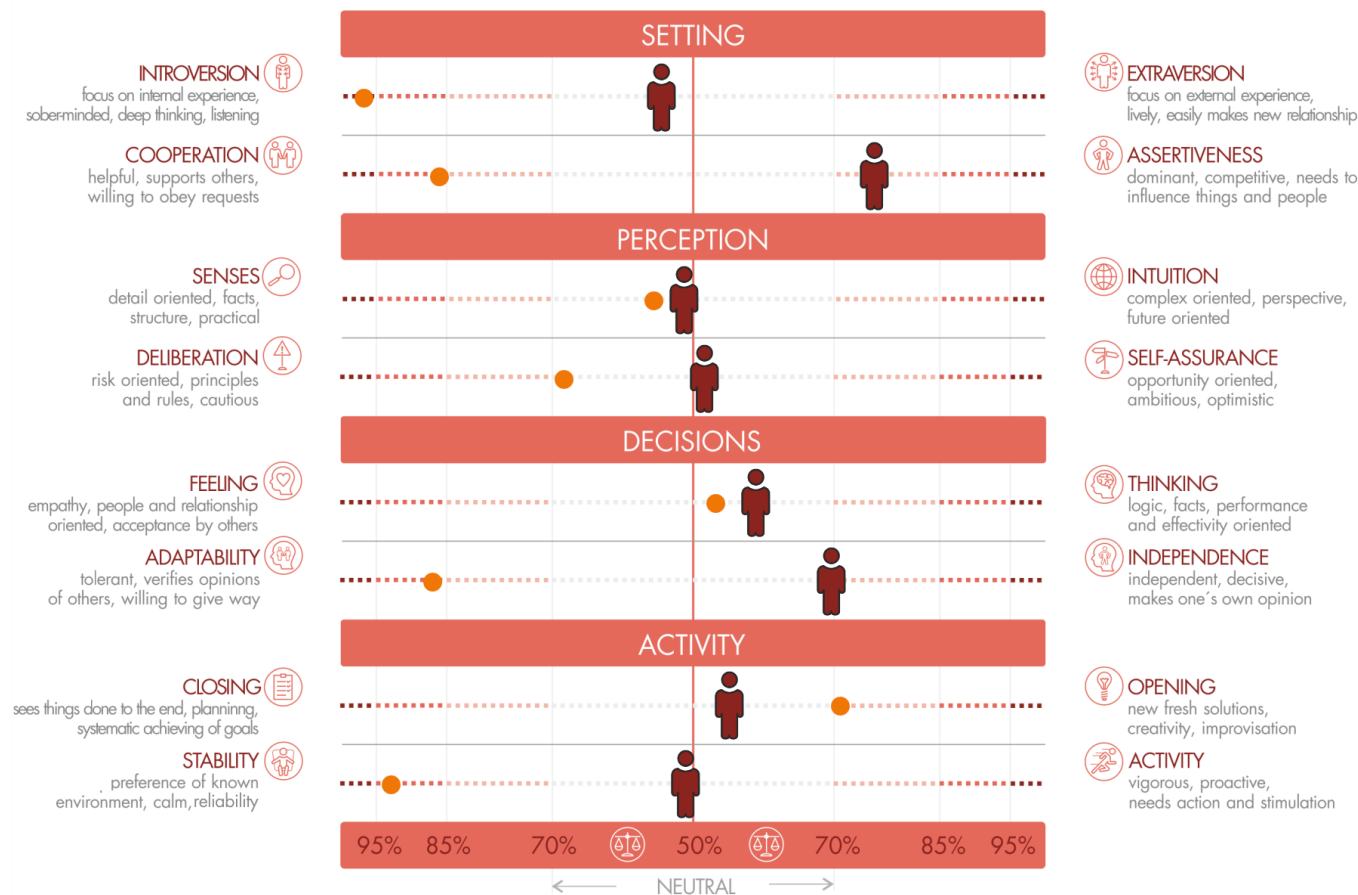 SETTING
INTROVERSION
focus on internal experience,
sober-minded, deep thinking, listening
EXTRAVERSION
focus on external experience,
lively, easily makes new relationship
COOPERATION
helpful, supports others,
willing to obey requests
ASSERTIVENESS
dominant, competitive, needs to
influence things and people
PERCEPTION
SENSES
detail oriented, facts,
structure, practical
INTUITION
complex oriented, perspective,
future oriented
DELIBERATION
risk oriented, principles
and rules, cautious
SELF-ASSURANCE
opportunity oriented,
ambitious, optimistic
DECISIONS
FEELING
empathy, people and relationship
oriented, acceptance by others
THINKING
logic, facts, performance
and effectivity oriented
ADAPTABILITY
tolerant, verifies opinions
of others, willing to give way
INDEPENDENCE
independent, decisive,
makes one´s own opinion
ACTIVITY
CLOSING
sees things done to the end, planninng,
systematic achieving of goals
OPENING
new fresh solutions,
creativity, improvisation
STABILITY
preference of known
environment, calm, reliability
ACTIVITY
vigorous, proactive,
needs action and stimulation
95% 85% 70% 50% 70% 85% 95%
NEUTRAL